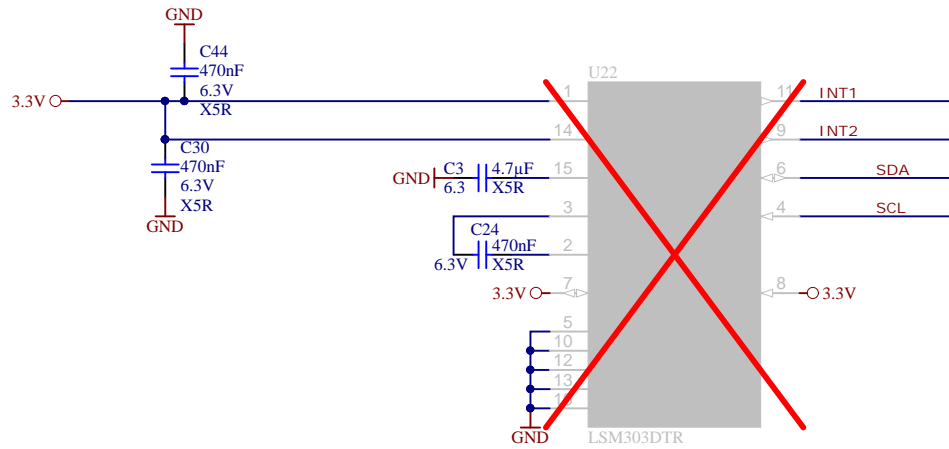 GND
C44
470nF
6.3V
X5R
3.3V
1
14
C30
470nF
6.3V
X5R
GND
GND
C3
4.7µF
6.3
X5R
15
3
C24
470nF
6.3V
X5R
2
3.3V
7
5
10
12
13
GND
U22
LSM303DTR
11
INT1
9
INT2
6
SDA
4
SCL
8
3.3V